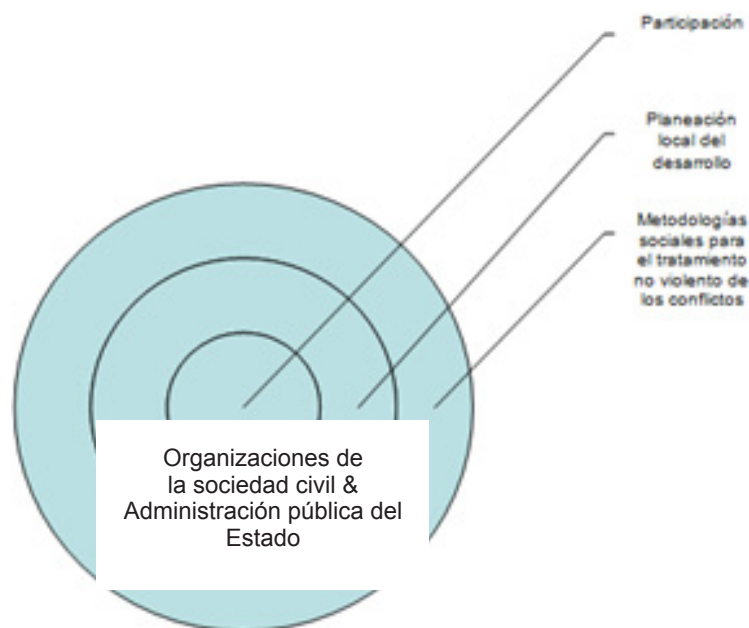 Participación
Planeación
local del
desarrollo
Metodologías
sociales para
el tratamiento
no violento de
los conflictos
Organizaciones de
la sociedad civil &
Administración pública del
Estado